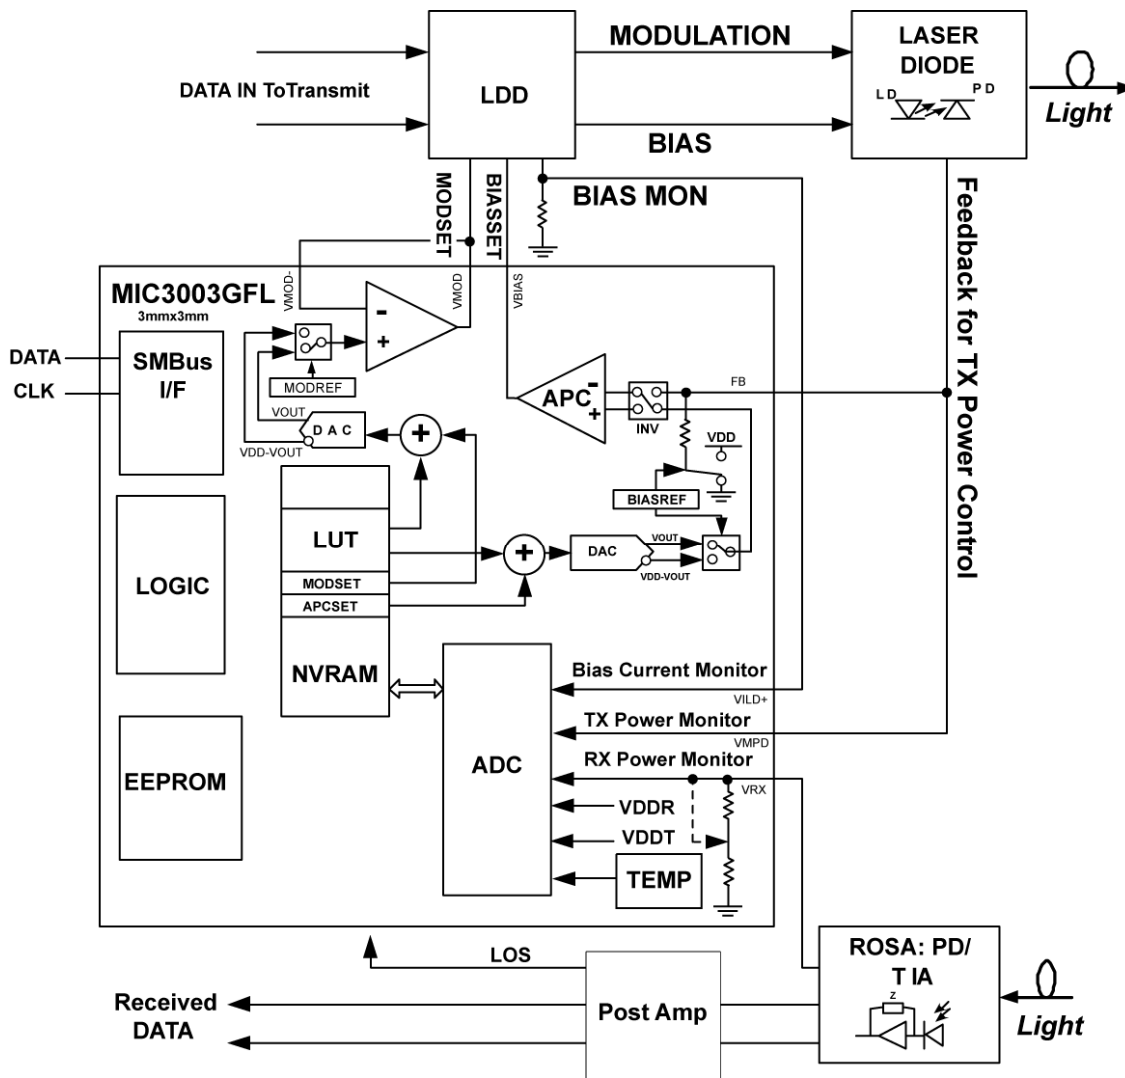 LDD
MODULATION
LASER
DIODE
L D
P D
Light
DATA IN ToTransmit
BIAS
MODSET
BIASSET
BIAS MON
Feedback for TX Power Control
MIC3003GFL
3mmx3mm
VMOD-
VMOD
VBIAS
DATA
CLK
SMBus
I/F
-
+
MODREF
VOUT
D A C
VDD-VOUT
+
APC
-
+
INV
FB
VDD
BIASREF
LUT
MODSET
APCSET
NVRAM
+
DAC
VOUT
VDD-VOUT
LOGIC
EEPROM
ADC
Bias Current Monitor
VILD+
TX Power Monitor
VMPD
RX Power Monitor
VRX
VDDR
VDDT
TEMP
LOS
Received
DATA
Post Amp
ROSA: PD/
T IA
Z
Light